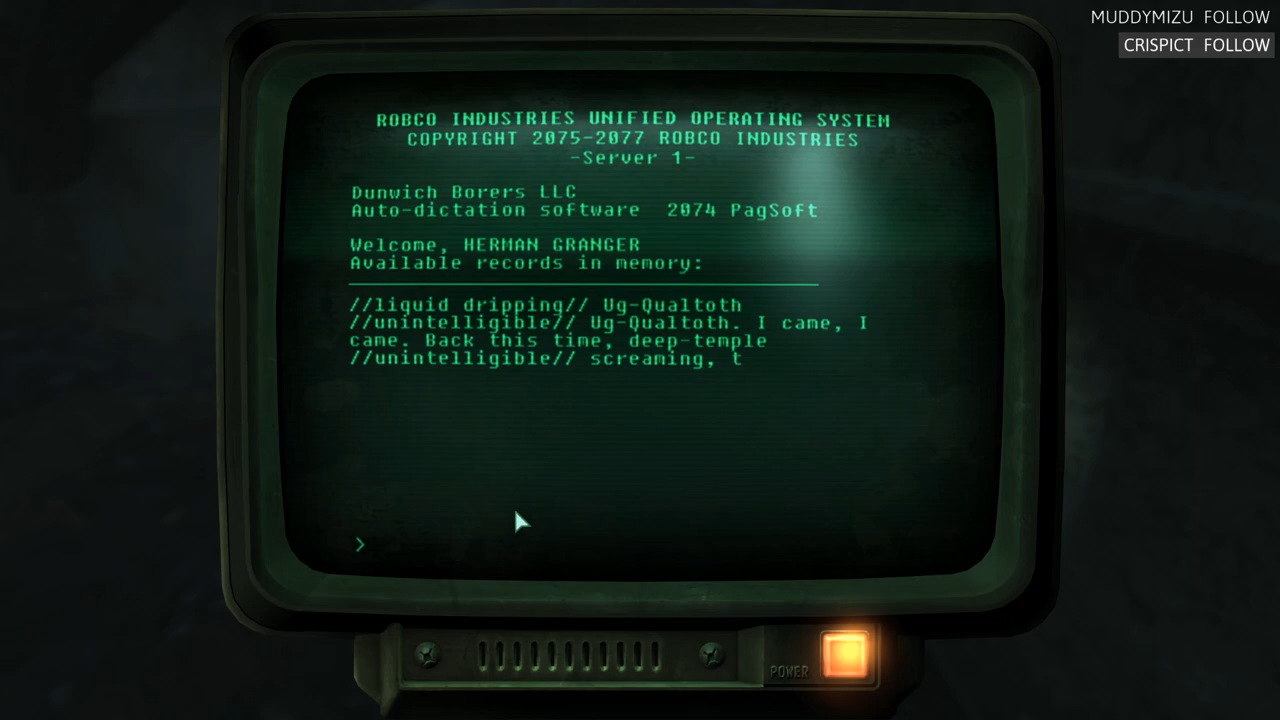 MUDDYMIZU FOLLOW
CRISPICT FOLLOW
ROBCO INDUSTRIES UNIFIED OPERATING SYSTEM
COPYRIGHT 2075-2077 ROBCO INDUSTRIES
-Server 1-
Dunwich Borers LLC
Auto-dictation software 2074 PagSoft
Welcome, HERMAN GRANGER
Available records in memory:
//liquid dripping// Ug-Qualtoth
//unintelligible// Ug-Qualtoth. I came, I
came. Back this time, deep-temple
//unintelligible// screaming, t
>
POWER